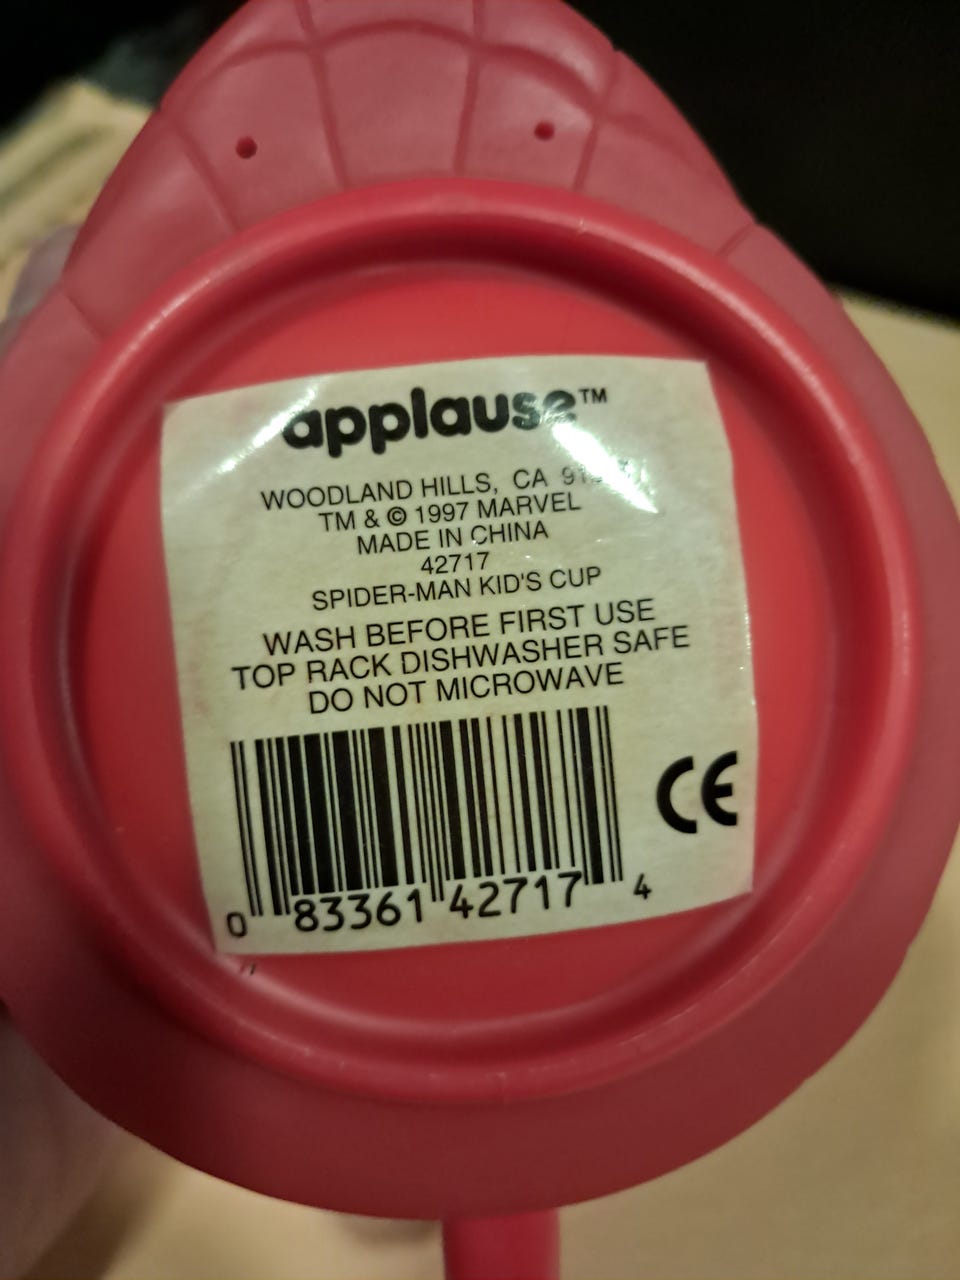 applause™
WOODLAND HILLS, CA
TM & © 1997 MARVEL
MADE IN CHINA
42717
SPIDER-MAN KID'S CUP
WASH BEFORE FIRST USE
TOP RACK DISHWASHER SAFE
DO NOT MICROWAVE
CE
0 83361 42717 4